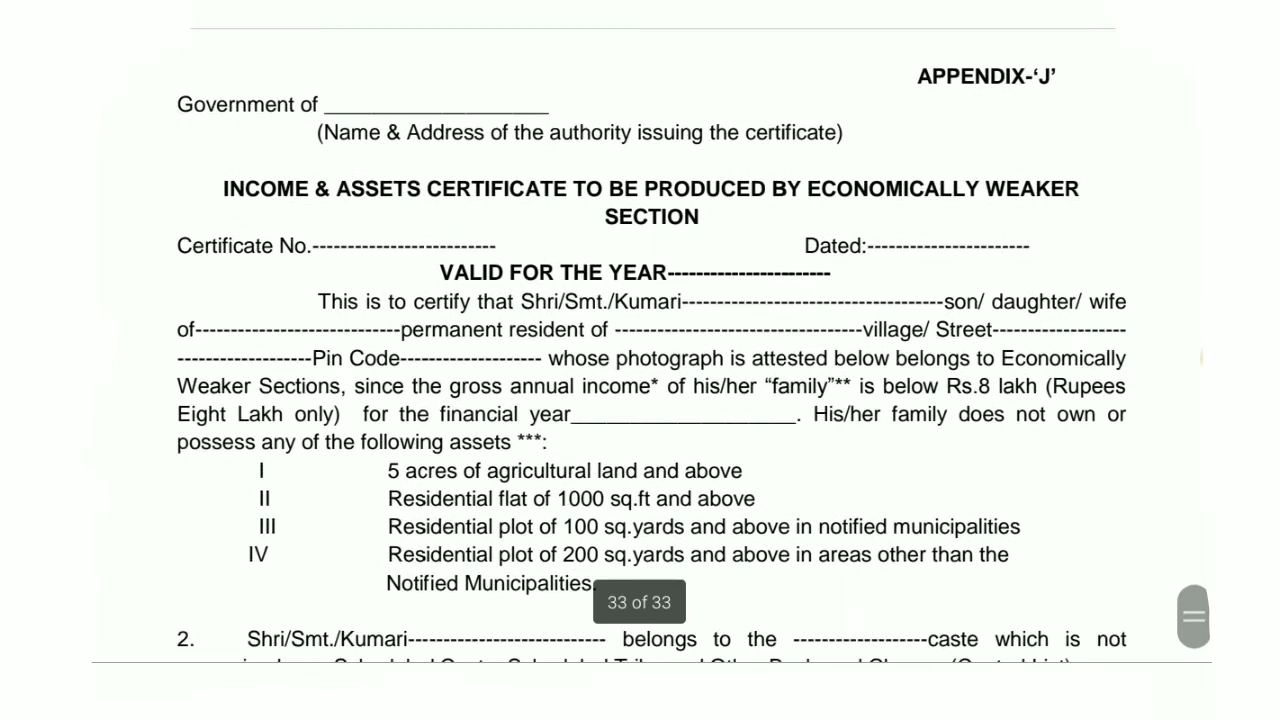 APPENDIX-‘J’
Government of ___________________
(Name & Address of the authority issuing the certificate)
INCOME & ASSETS CERTIFICATE TO BE PRODUCED BY ECONOMICALLY WEAKER
SECTION
Certificate No.-------------------------- Dated:-----------------------
VALID FOR THE YEAR-----------------------
This is to certify that Shri/Smt./Kumari-------------------------------------son/ daughter/ wife
of-----------------------------permanent resident of -----------------------------------village/ Street-------------------
-------------------Pin Code-------------------- whose photograph is attested below belongs to Economically
Weaker Sections, since the gross annual income* of his/her “family”** is below Rs.8 lakh (Rupees
Eight Lakh only) for the financial year___________________. His/her family does not own or
possess any of the following assets ***:
I 5 acres of agricultural land and above
II Residential flat of 1000 sq.ft and above
III Residential plot of 100 sq.yards and above in notified municipalities
IV Residential plot of 200 sq.yards and above in areas other than the
Notified Municipalities.
33 of 33
2. Shri/Smt./Kumari---------------------------- belongs to the -------------------caste which is not